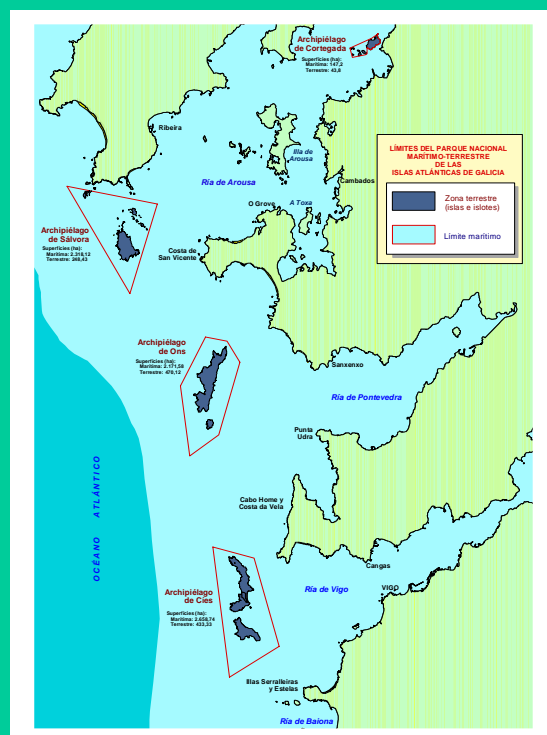 Archipiélago
de Cortegada
Superfícies (ha):
Marítima: 147,2
Terrestre: 43,8
Ribeira
Illa de
Arousa
LÍMITES DEL PARQUE NACIONAL
MARÍTIMO-TERRESTRE
DE LAS
ISLAS ATLÁNTICAS DE GALICIA
Zona terrestre
(islas e islotes)
Límite marítimo
Ría de Arousa
Cambados
O Grove
A Toxa
Archipiélago
de Sálvora
Superfícies (ha):
Marítima: 2.318,12
Terrestre: 248,43
Costa de
San Vicente
Archipiélago
de Ons
Superfícies (ha):
Marítima: 2.171,58
Terrestre: 470,12
Sanxenxo
Ría de Pontevedra
Punta
Udra
OCÉANO ATLÁNTICO
Cabo Home y
Costa da Vela
Cangas
Archipiélago
de Cíes
Superfícies (ha):
Marítima: 2.658,74
Terrestre: 433,33
Ría de Vigo
VIGO
Illas Serralleiras
y Estelas
Ría de Baiona